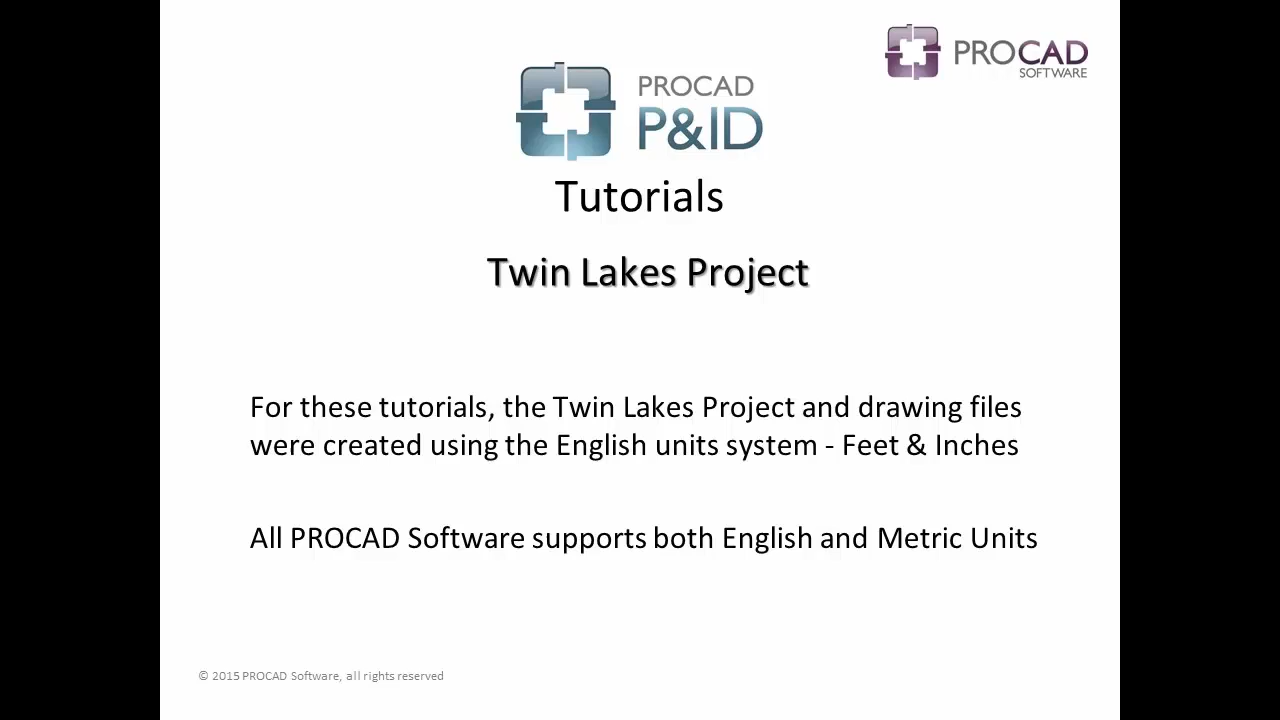 PROCAD
SOFTWARE
PROCAD
P&ID
Tutorials
Twin Lakes Project
For these tutorials, the Twin Lakes Project and drawing files
were created using the English units system - Feet & Inches
All PROCAD Software supports both English and Metric Units
© 2015 PROCAD Software, all rights reserved